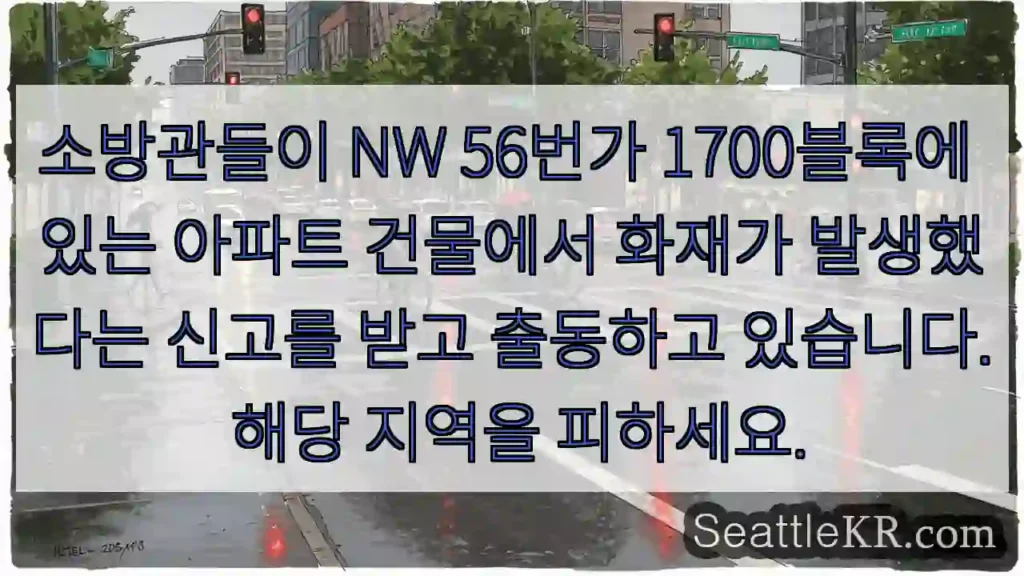 소방관들이 NW 56번가 1700블록에
있는 아파트 건물에서 화재가 발생했
다는 신고를 받고 출동하고 있습니다.
해당 지역을 피하세요.
SeattleKR.com